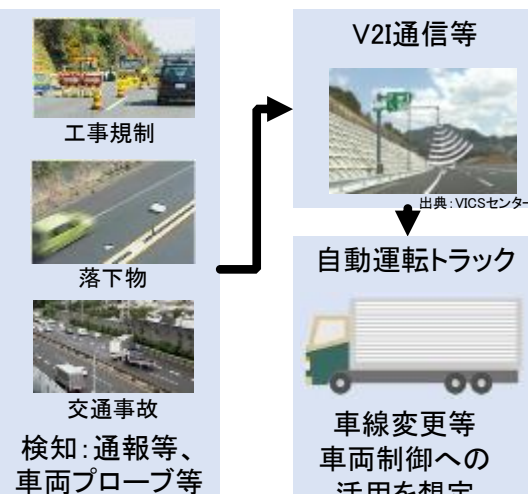 工事規制
落下物
交通事故
検知：通報等、
車両プローブ等
V2I通信等
出典：VICSセンター
自動運転トラック
車線変更等
車両制御への
活用を想定